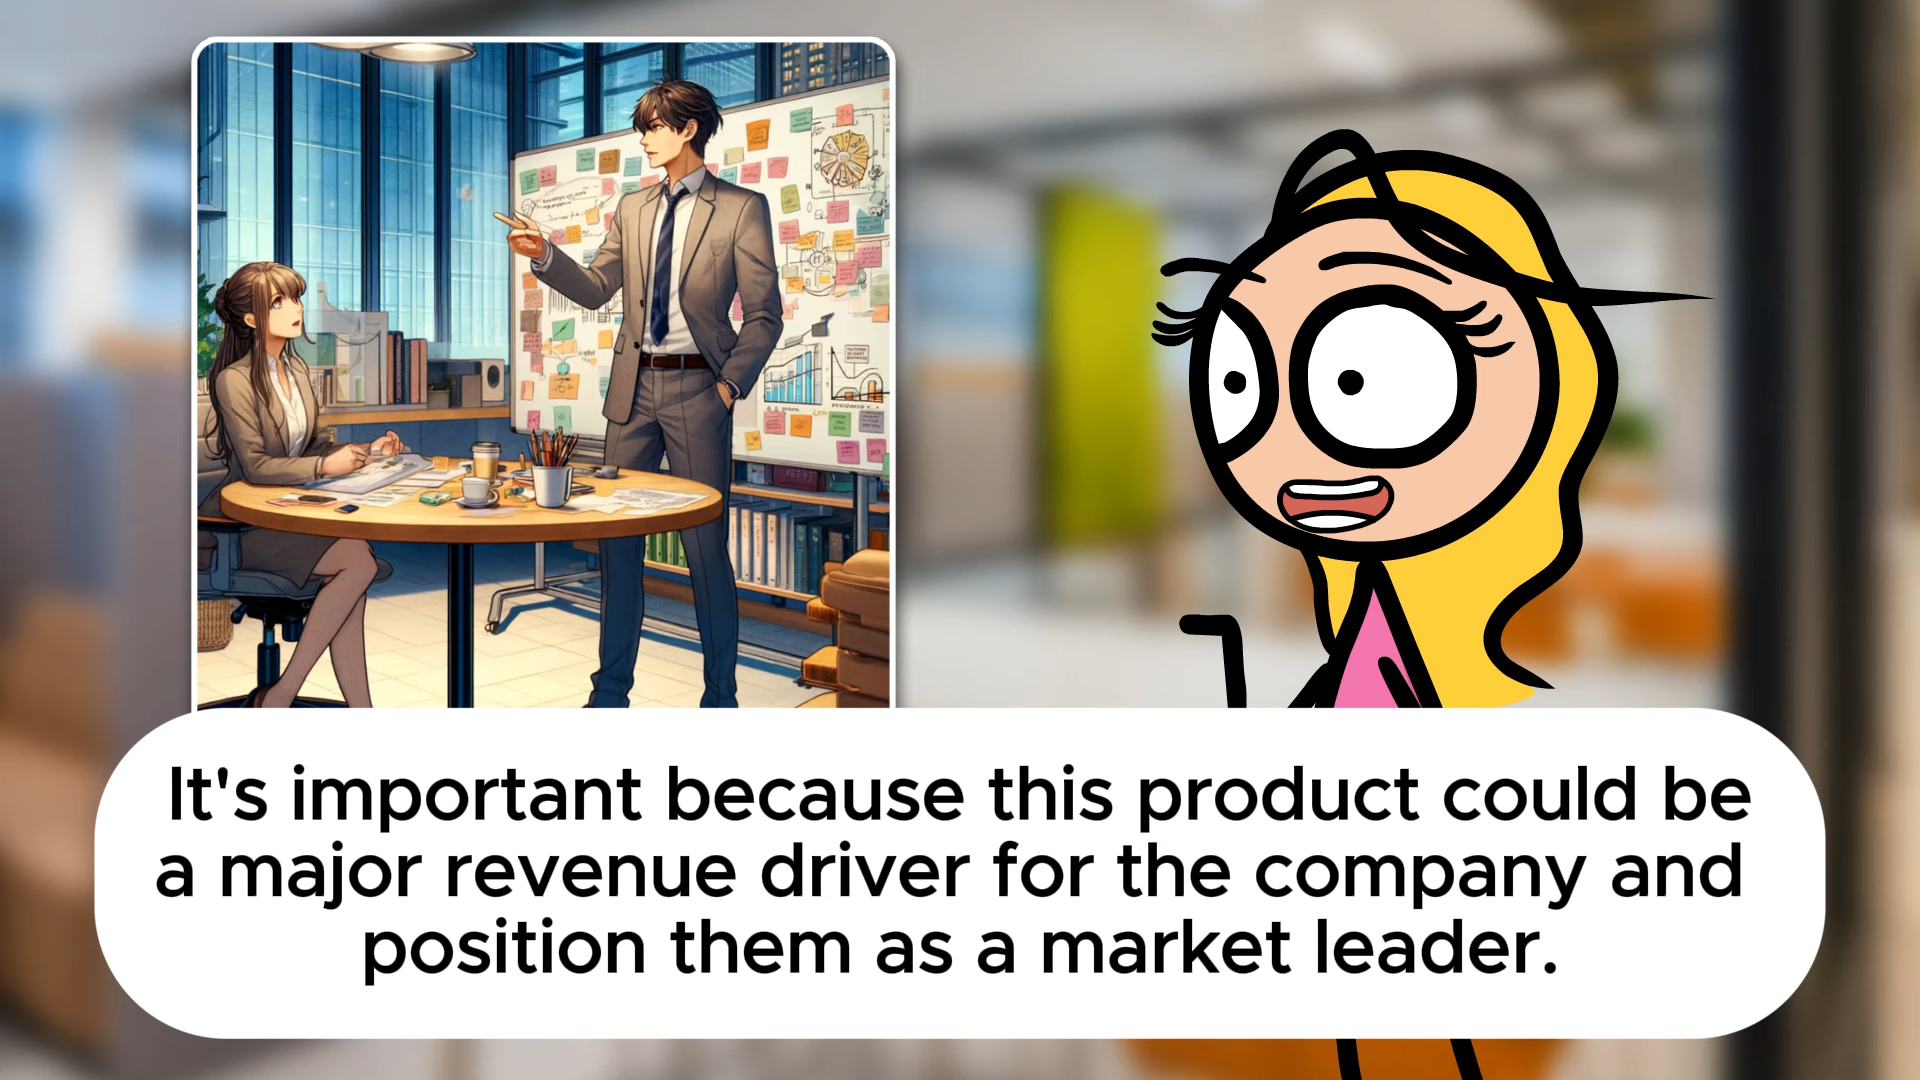 It's important because this product could be
a major revenue driver for the company and
position them as a market leader.